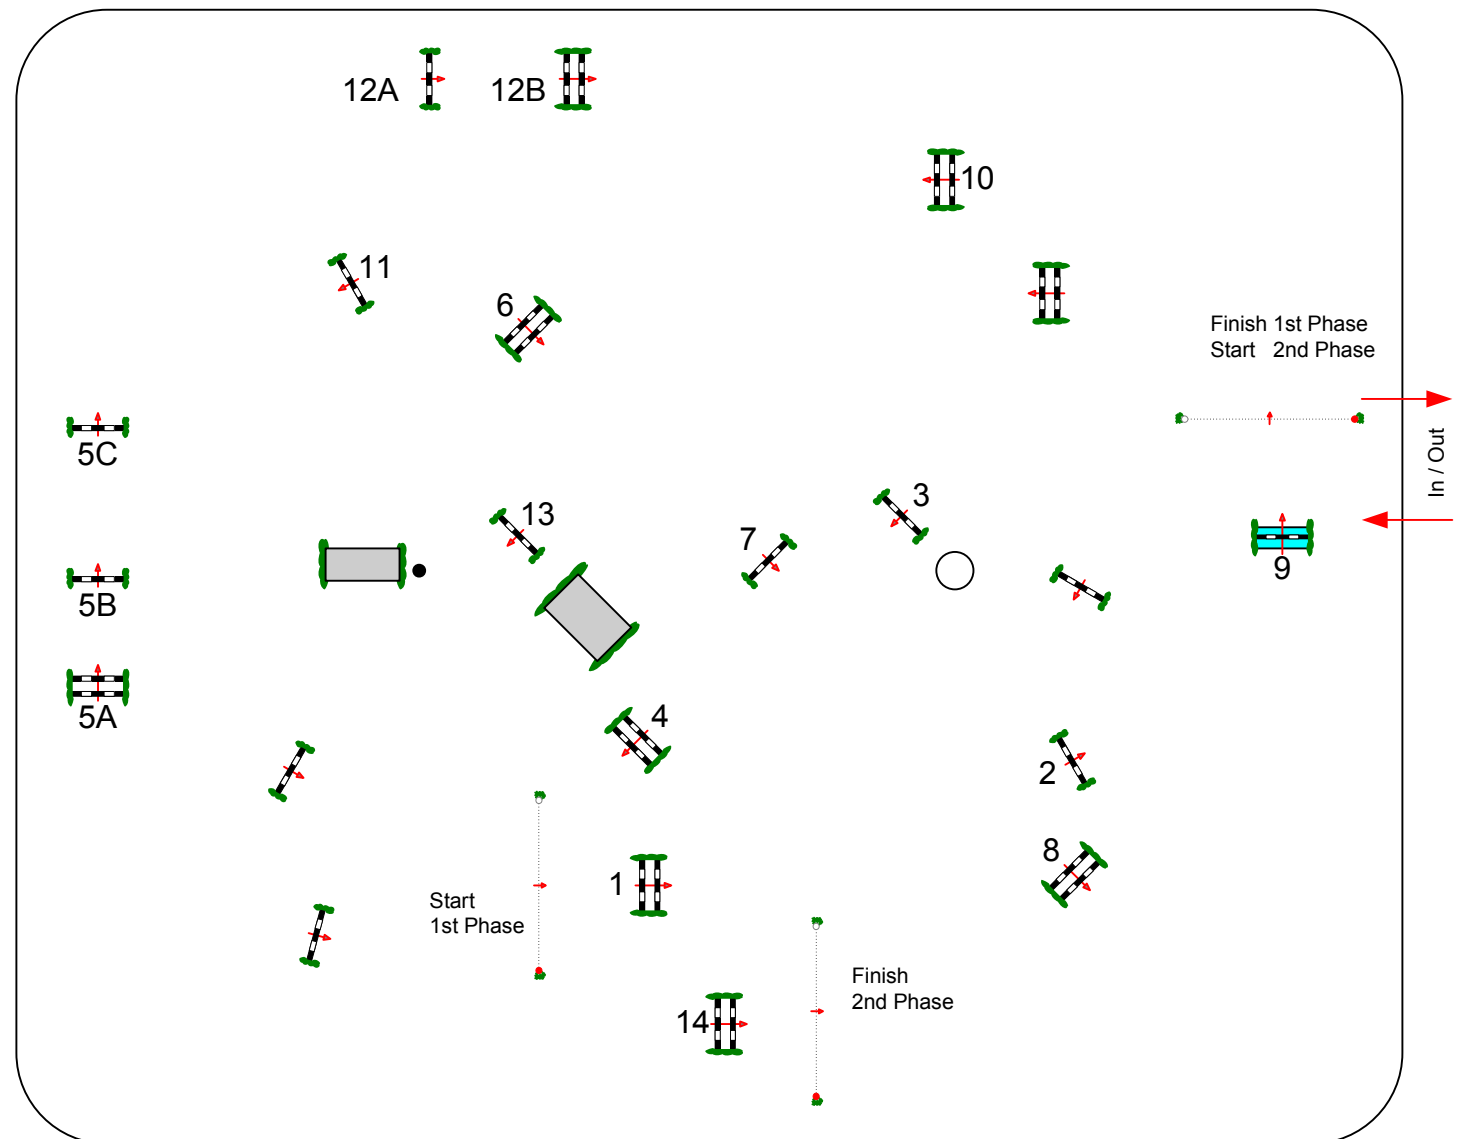 12A
12B
10
11
6
Finish 1st Phase
Start 2nd Phase
In / Out
5C
3
13
7
9
5B
5A
4
2
8
1
Start
1st Phase
Finish
2nd Phase
14